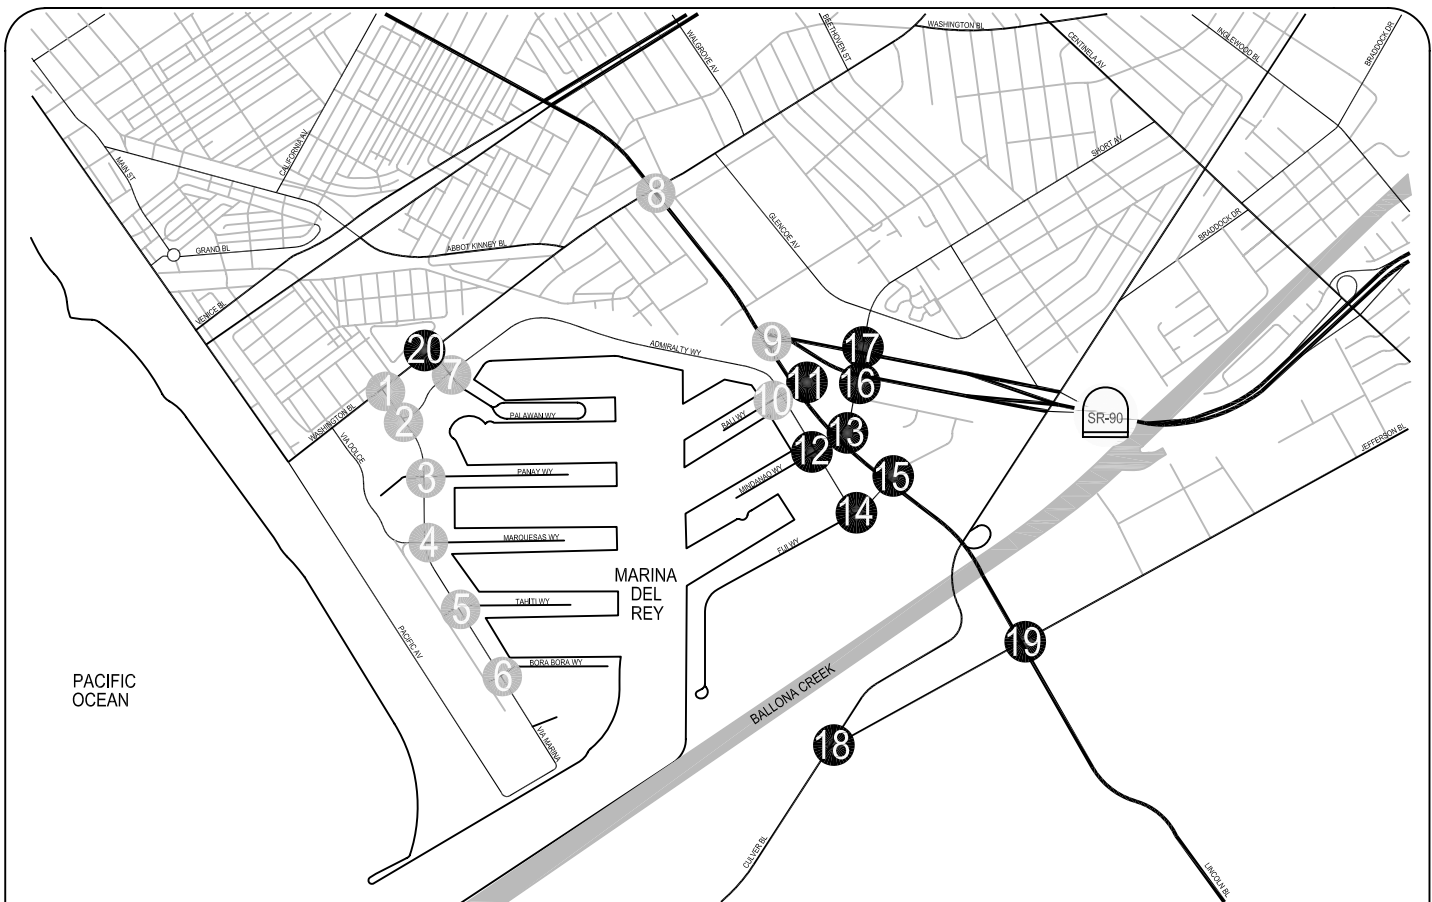 WASHINGTON BL
BEETHOVEN ST
WALGROVE AV
CENTINELA AV
INGLEWOOD BL
BRADDOCK DR
CALIFORNIA AV
MAIN ST
SHORT AV
8
GLENCOE AV
BRADDOCK DR
GRAND BL
ABBOT KINNEY BL
VENICE BL
ADMIRALTY WY
9
17
20
7
1
11
16
2
10
SR-90
PALAWAN WY
BALI WY
WASHINGTON BL
VIA DOLCE
13
12
JEFFERSON BL
3
PANAY WY
MINDANAO WY
15
14
4
MARQUESAS WY
FIJI WY
MARINA
DEL
REY
5
TAHITI WY
PACIFIC AV
19
6
BORA BORA WY
PACIFIC
OCEAN
BALLONA CREEK
VIA MARINA
18
CULVER BL
LINCOLN BL